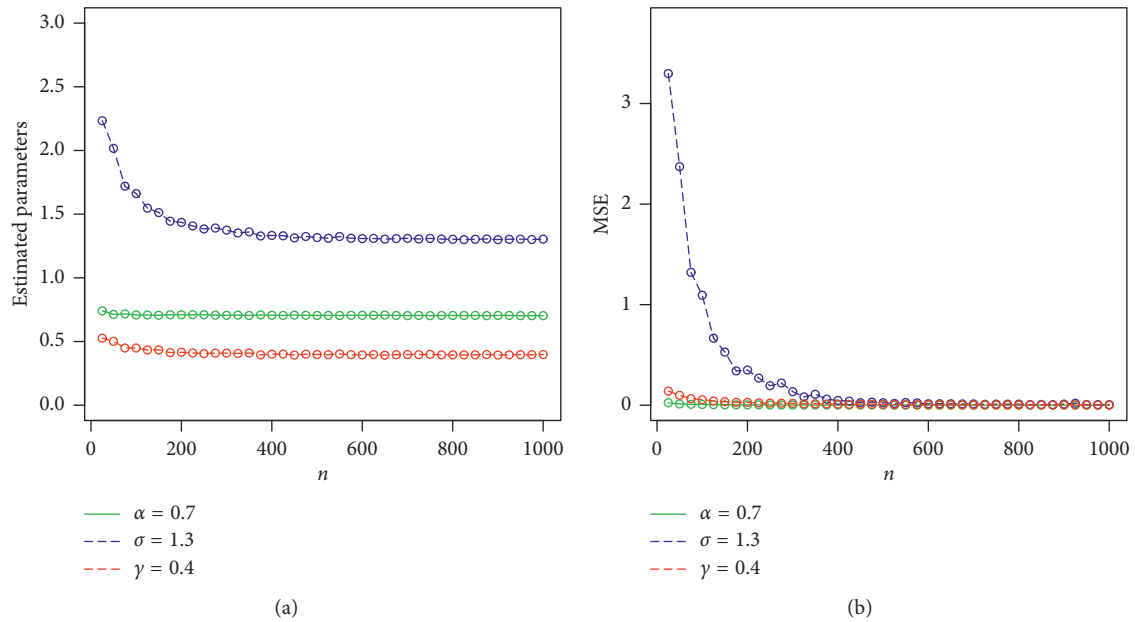 3.0
2.5
2.0
1.5
1.0
0.5
0.0
Estimated parameters
0 200 400 600 800 1000
n
α = 0.7
σ = 1.3
γ = 0.4
(a)
3
2
1
0
MSE
0 200 400 600 800 1000
n
α = 0.7
σ = 1.3
γ = 0.4
(b)